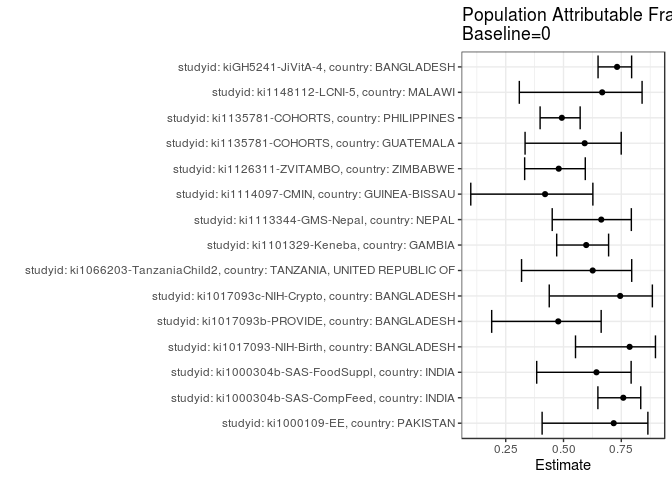 Population Attributable Fra
Baseline=0
studyid: kiGH5241-JiVitA-4, country: BANGLADESH
studyid: ki1148112-LCNI-5, country: MALAWI
studyid: ki1135781-COHORTS, country: PHILIPPINES
studyid: ki1135781-COHORTS, country: GUATEMALA
studyid: ki1126311-ZVITAMBO, country: ZIMBABWE
studyid: ki1114097-CMIN, country: GUINEA-BISSAU
studyid: ki1113344-GMS-Nepal, country: NEPAL
studyid: ki1101329-Keneba, country: GAMBIA
studyid: ki1066203-TanzaniaChild2, country: TANZANIA, UNITED REPUBLIC OF
studyid: ki1017093c-NIH-Crypto, country: BANGLADESH
studyid: ki1017093b-PROVIDE, country: BANGLADESH
studyid: ki1017093-NIH-Birth, country: BANGLADESH
studyid: ki1000304b-SAS-FoodSuppl, country: INDIA
studyid: ki1000304b-SAS-CompFeed, country: INDIA
studyid: ki1000109-EE, country: PAKISTAN
0.25 0.50 0.75
Estimate